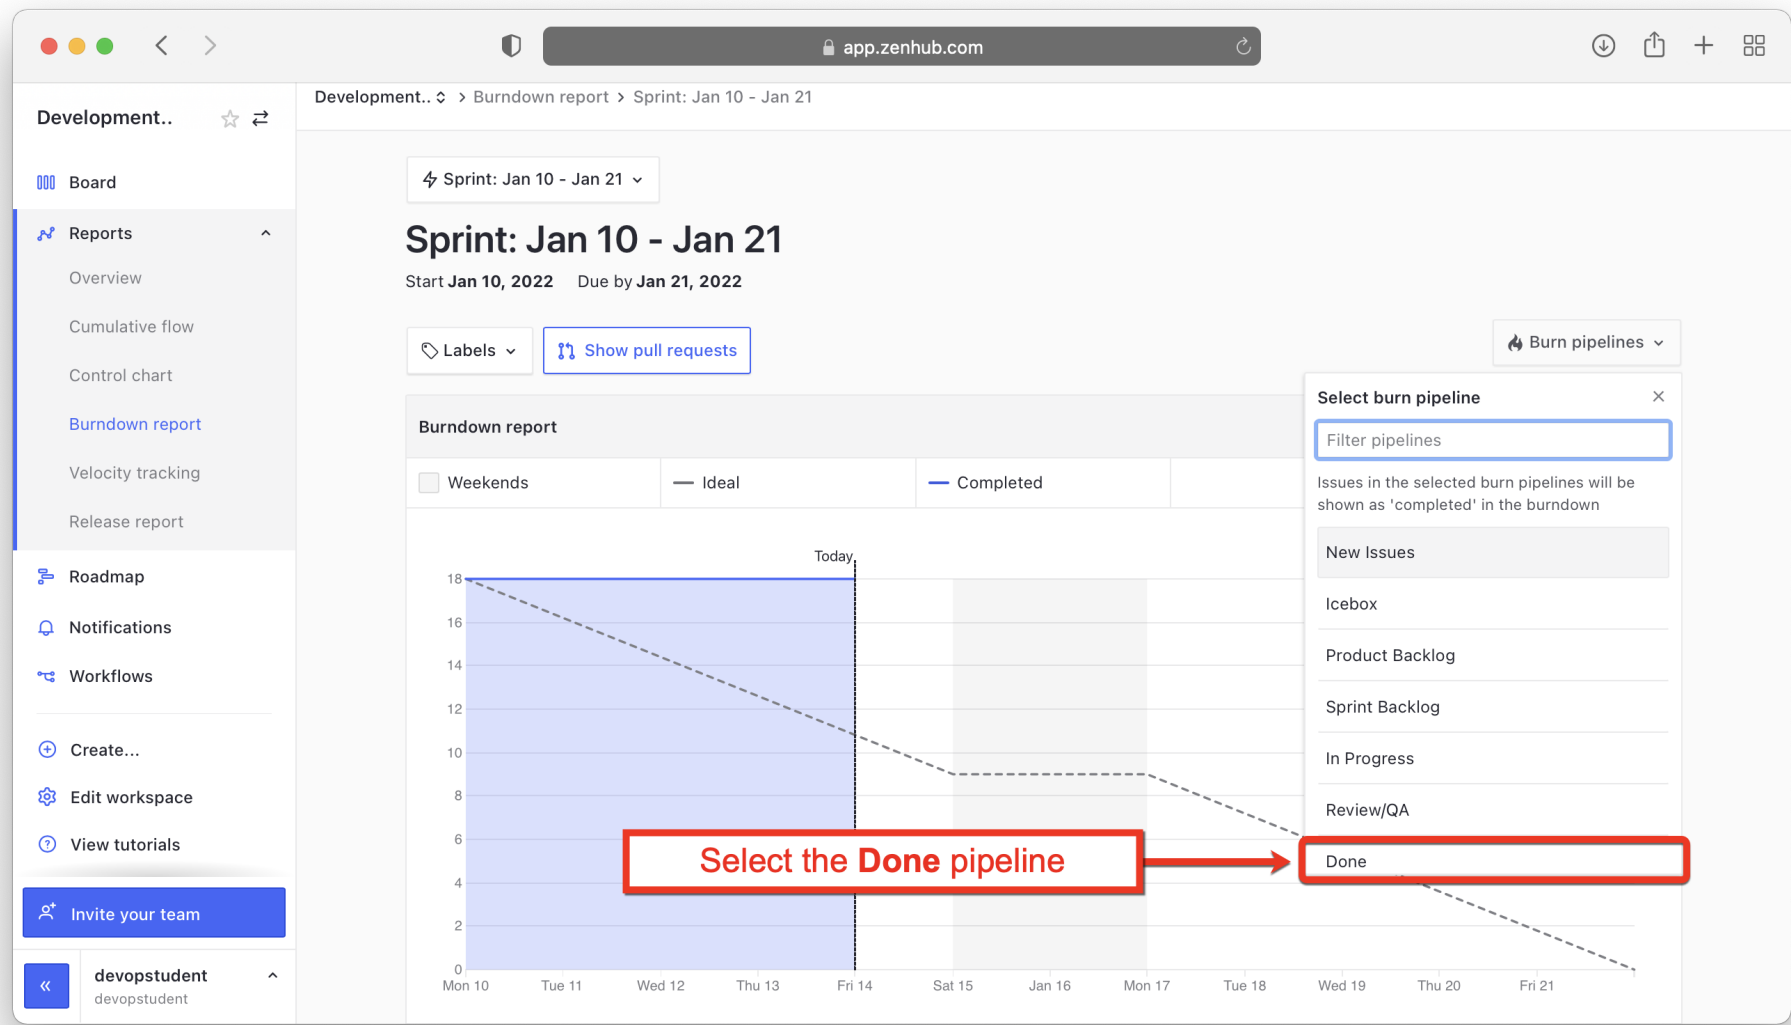 app.zenhub.com
Development..
Development.. > Burndown report > Sprint: Jan 10 - Jan 21
Board
Reports
Overview
Cumulative flow
Control chart
Burndown report
Velocity tracking
Release report
Roadmap
Notifications
Workflows
Create...
Edit workspace
View tutorials
Invite your team
«
devopstudent
devopstudent
Sprint: Jan 10 - Jan 21
Sprint: Jan 10 - Jan 21
Start Jan 10, 2022 Due by Jan 21, 2022
Labels
Show pull requests
Burn pipelines
Burndown report
Weekends
Ideal
Completed
Today
18
16
14
12
10
8
6
4
2
0
Mon 10 Tue 11 Wed 12 Thu 13 Fri 14 Sat 15 Jan 16 Mon 17 Tue 18 Wed 19 Thu 20 Fri 21
Select the Done pipeline
Select burn pipeline
Filter pipelines
Issues in the selected burn pipelines will be
shown as 'completed' in the burndown
New Issues
Icebox
Product Backlog
Sprint Backlog
In Progress
Review/QA
Done